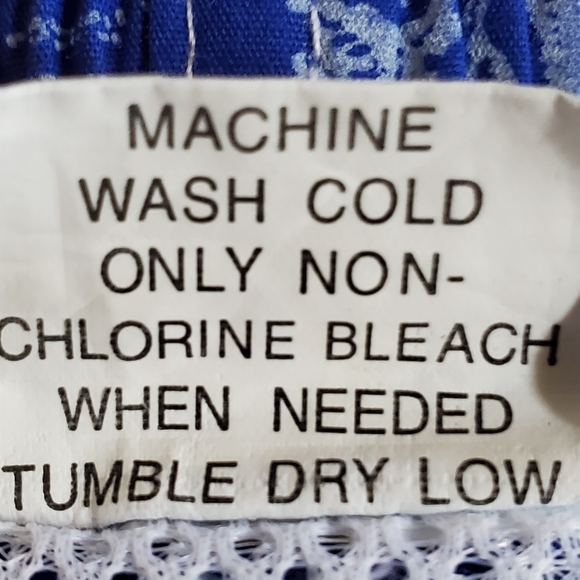 MACHINE
WASH COLD
ONLY NON-
CHLORINE BLEACH
WHEN NEEDED
TUMBLE DRY LOW